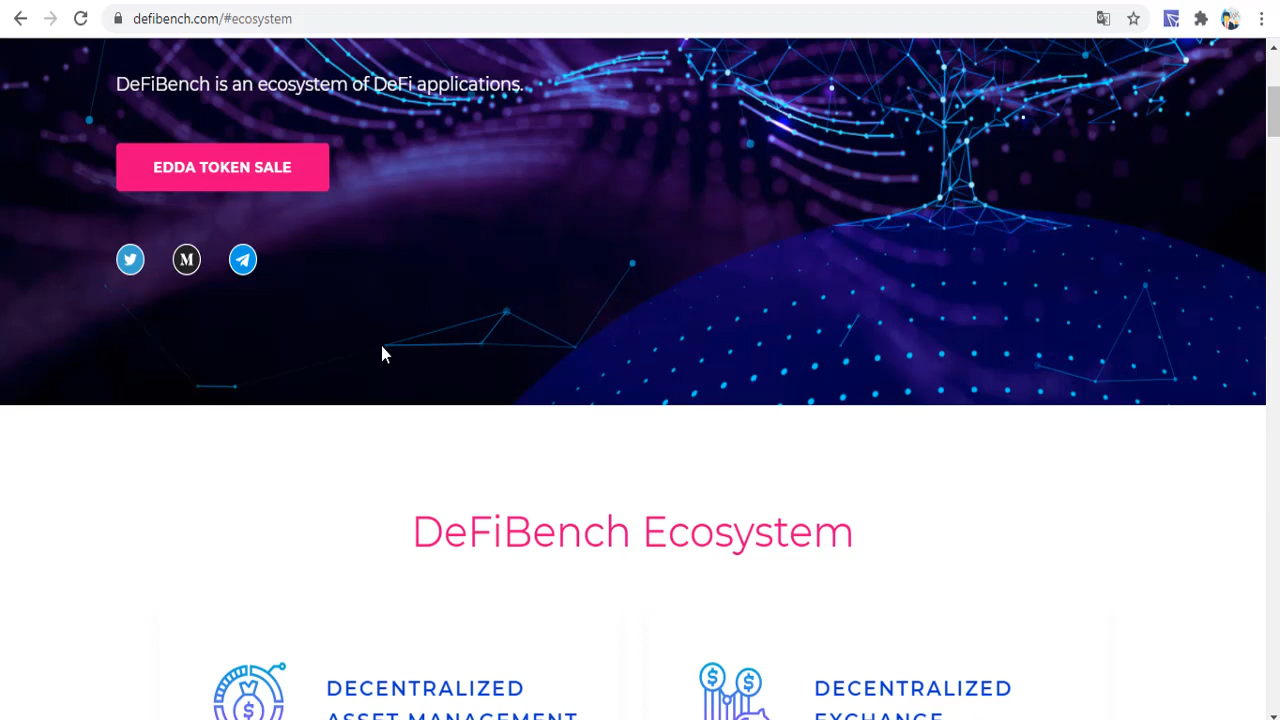 defibench.com/#ecosystem
DeFiBench is an ecosystem of DeFi applications.
EDDA TOKEN SALE
M
DeFiBench Ecosystem
DECENTRALIZED
ASSET MANAGEMENT
DECENTRALIZED
EXCHANGE